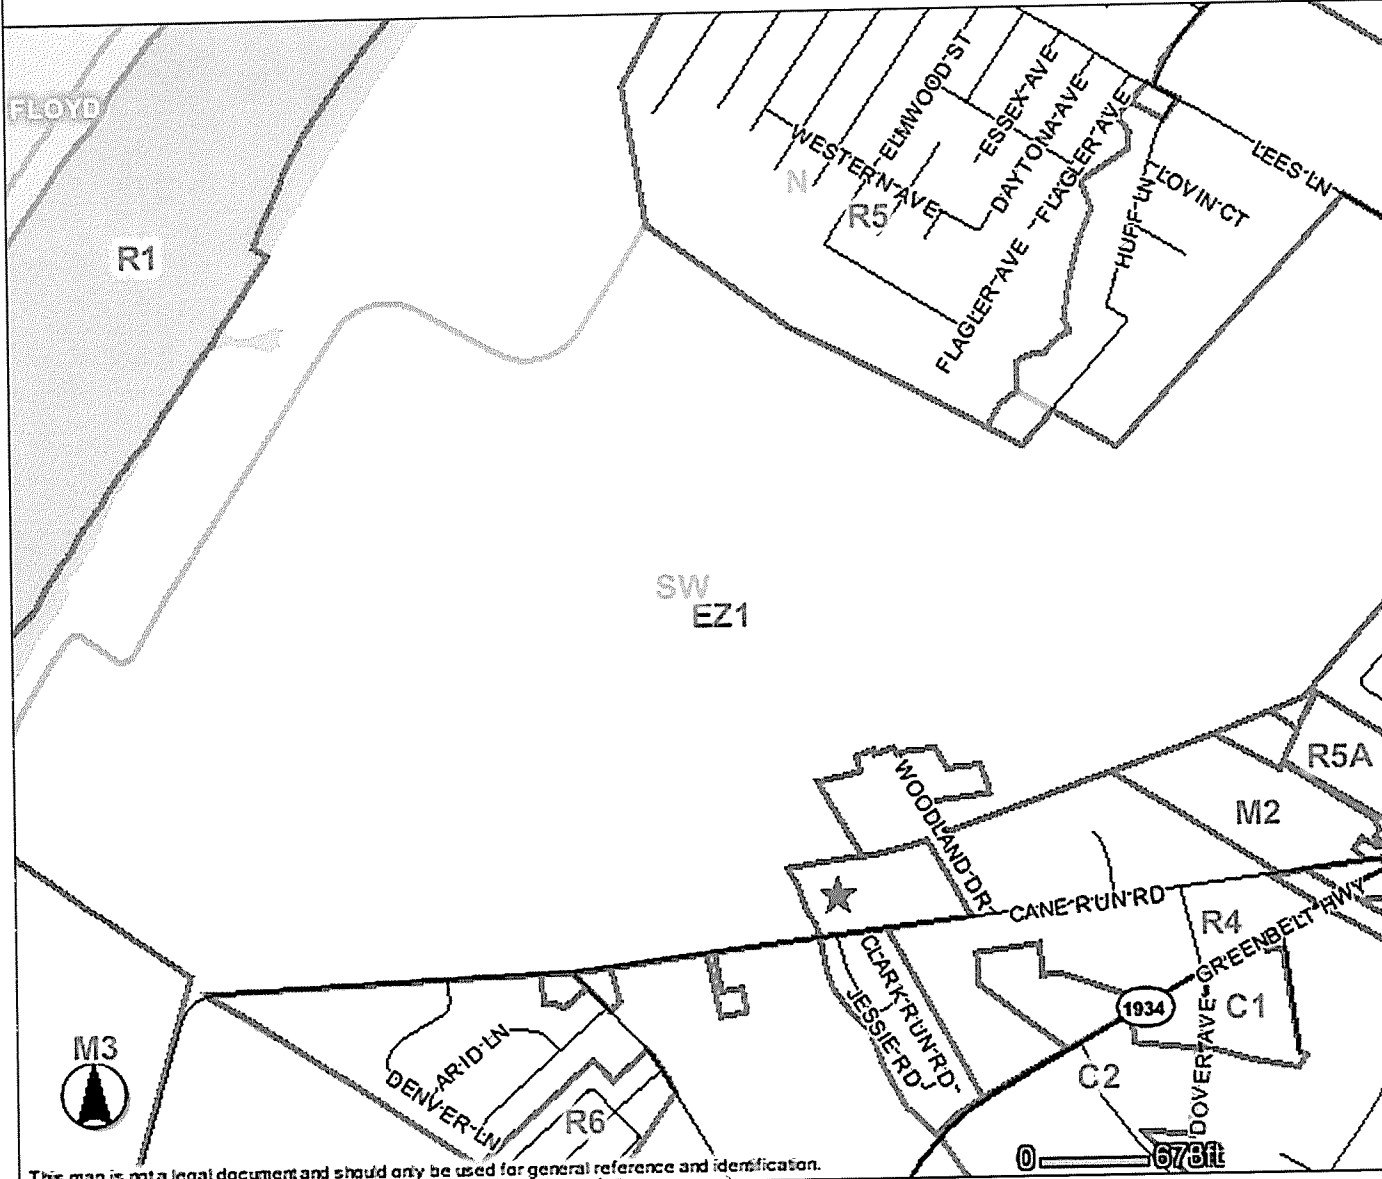 FLOYD
R1
N
R5
WESTERN AVE
ELMWOOD ST
ESSEX AVE
DAYTONA AVE
FLAGLER AVE
FLAGLER AVE
HUFF LN
LOVIN CT
LEES LN
SW
EZ1
R5A
M2
WOODLAND DR
CANE RUN RD
R4
GREENBELT HWY
CLARK RUN RD
JESSIE RD
1934
C1
DOVER AVE
C2
M3
ARID LN
DENVER LN
R6
0 678ft
This map is not a legal document and should only be used for general reference and identification.